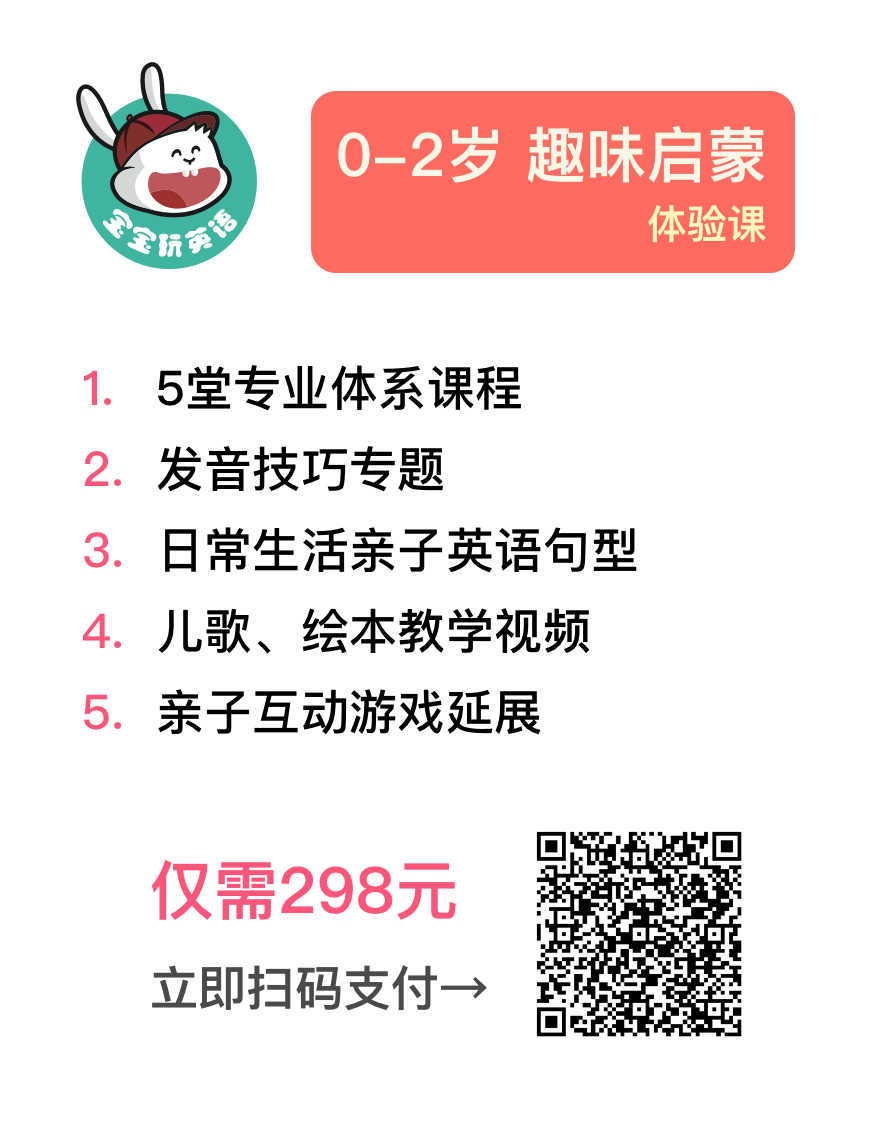 宝宝玩英语
0-2岁 趣味启蒙
体验课
1. 5堂专业体系课程
2. 发音技巧专题
3. 日常生活亲子英语句型
4. 儿歌、绘本教学视频
5. 亲子互动游戏延展
仅需298元
立即扫码支付→